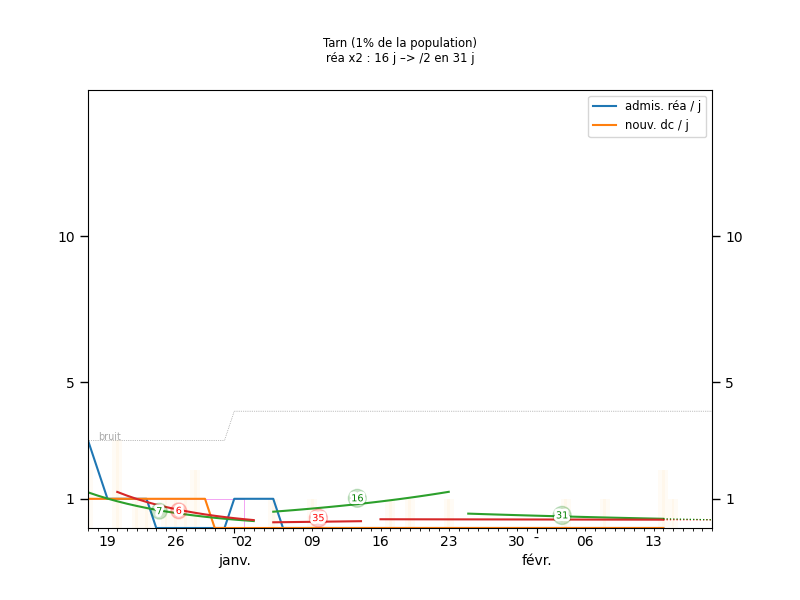 Tarn (1% de la population)
réa x2 : 16 j –> /2 en 31 j
admis. réa / j
nouv. dc / j
10
10
5
5
bruit
1
1
7
6
35
16
31
19
26
02
09
16
23
30
06
13
janv.
févr.